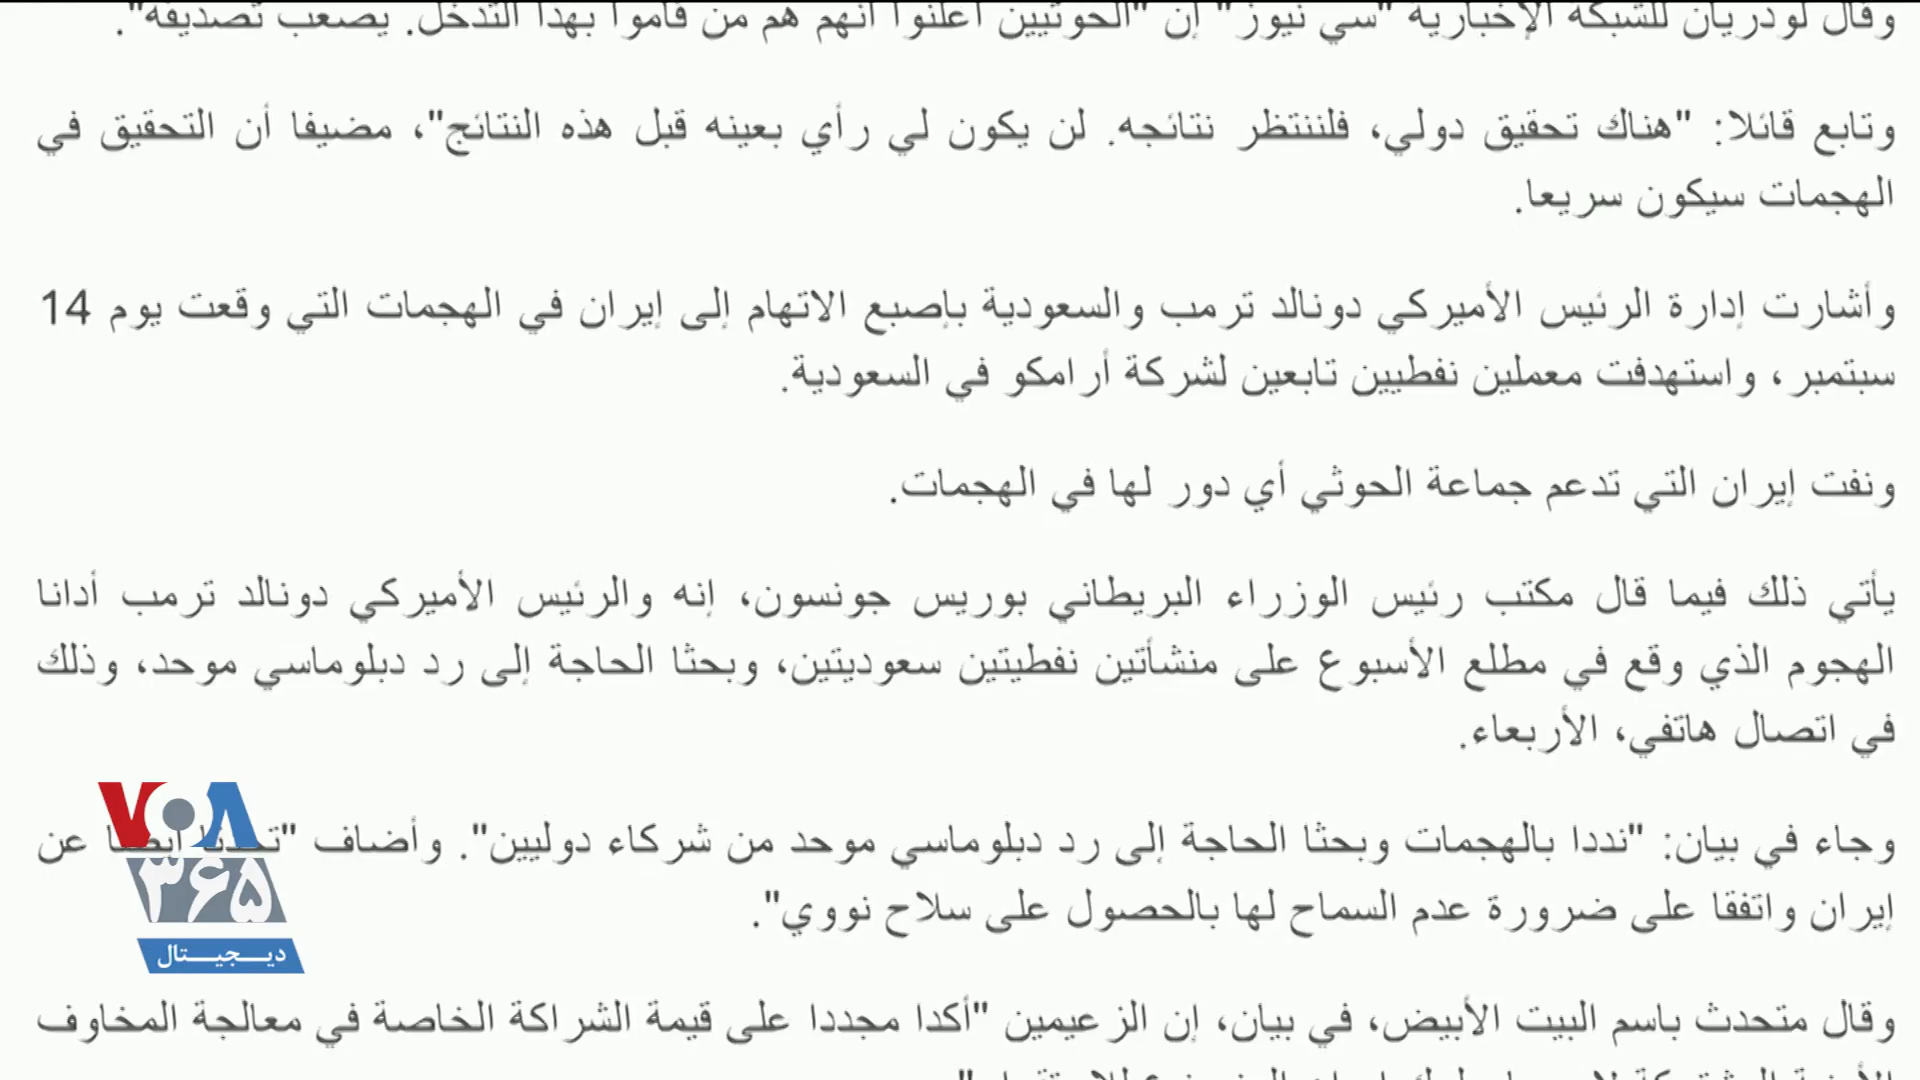 وقال لودريان للشبكة الإخبارية "سي نيوز" إن "الحوثيين أعلنوا أنهم هم من قاموا بهذا التدخل. يصعب تصديقه".
وتابع قائلا: "هناك تحقيق دولي، فلننتظر نتائجه. لن يكون لي رأي بعينه قبل هذه النتائج"، مضيفا أن التحقيق في
الهجمات سيكون سريعا.
وأشارت إدارة الرئيس الأميركي دونالد ترمب والسعودية بإصبع الاتهام إلى إيران في الهجمات التي وقعت يوم 14
سبتمبر، واستهدفت معملين نفطيين تابعين لشركة أرامكو في السعودية.
ونفت إيران التي تدعم جماعة الحوثي أي دور لها في الهجمات.
يأتي ذلك فيما قال مكتب رئيس الوزراء البريطاني بوريس جونسون، إنه والرئيس الأميركي دونالد ترمب أدانا
الهجوم الذي وقع في مطلع الأسبوع على منشأتين نفطيتين سعوديتين، وبحثا الحاجة إلى رد دبلوماسي موحد، وذلك
في اتصال هاتفي، الأربعاء.
وجاء في بيان: "نددا بالهجمات وبحثا الحاجة إلى رد دبلوماسي موحد من شركاء دوليين". وأضاف "تحدثا أيضا عن
إيران واتفقا على ضرورة عدم السماح لها بالحصول على سلاح نووي".
وقال متحدث باسم البيت الأبيض، في بيان، إن الزعيمين "أكدا مجددا على قيمة الشراكة الخاصة في معالجة المخاوف
VOA
۳۶۵
دیجیتال